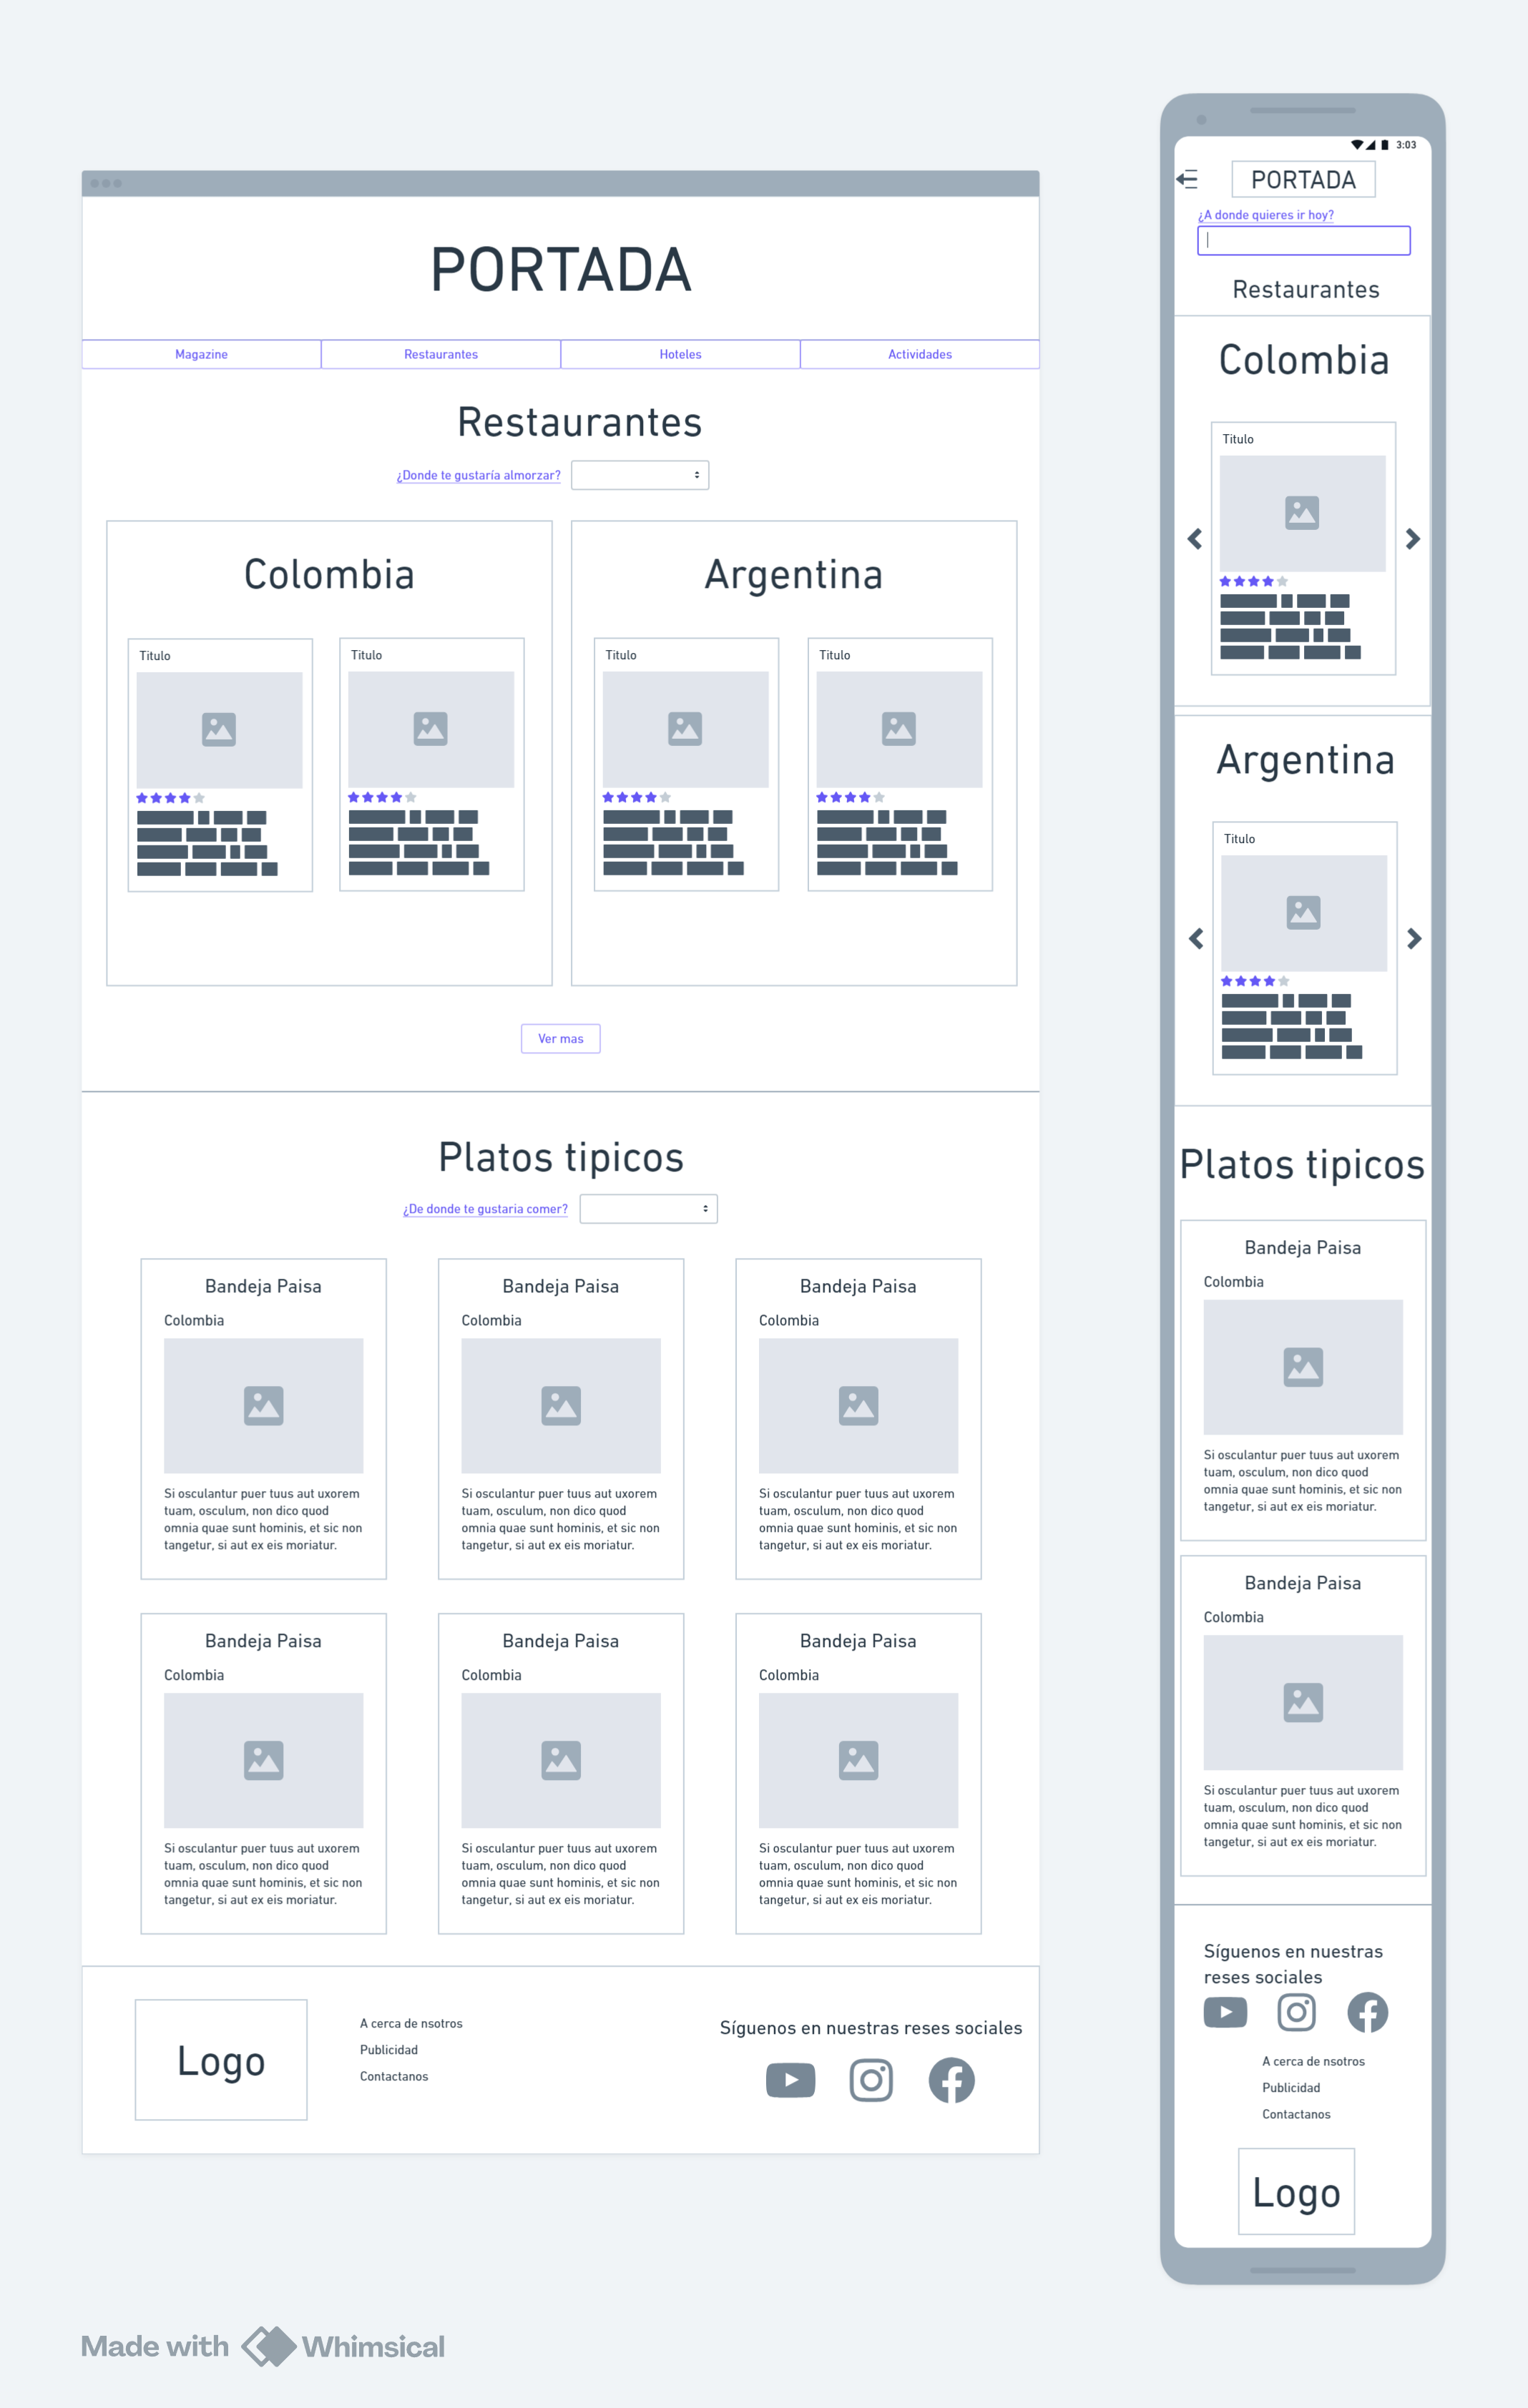 PORTADA
Magazine
Restaurantes
Hoteles
Actividades
Restaurantes
¿Donde te gustaría almorzar?
Colombia
Argentina
Titulo
Titulo
Titulo
Titulo
Ver mas
Platos tipicos
¿De donde te gustaria comer?
Bandeja Paisa
Colombia
Si osculantur puer tuus aut uxorem
tuam, osculum, non dico quod
omnia quae sunt hominis, et sic non
tangetur, si aut ex eis moriatur.
Bandeja Paisa
Colombia
Si osculantur puer tuus aut uxorem
tuam, osculum, non dico quod
omnia quae sunt hominis, et sic non
tangetur, si aut ex eis moriatur.
Bandeja Paisa
Colombia
Si osculantur puer tuus aut uxorem
tuam, osculum, non dico quod
omnia quae sunt hominis, et sic non
tangetur, si aut ex eis moriatur.
Bandeja Paisa
Colombia
Si osculantur puer tuus aut uxorem
tuam, osculum, non dico quod
omnia quae sunt hominis, et sic non
tangetur, si aut ex eis moriatur.
Bandeja Paisa
Colombia
Si osculantur puer tuus aut uxorem
tuam, osculum, non dico quod
omnia quae sunt hominis, et sic non
tangetur, si aut ex eis moriatur.
Bandeja Paisa
Colombia
Si osculantur puer tuus aut uxorem
tuam, osculum, non dico quod
omnia quae sunt hominis, et sic non
tangetur, si aut ex eis moriatur.
Logo
A cerca de nsotros
Publicidad
Contactanos
Síguenos en nuestras reses sociales
3:03
PORTADA
¿A donde quieres ir hoy?
Restaurantes
Colombia
Titulo
Argentina
Titulo
Platos tipicos
Bandeja Paisa
Colombia
Si osculantur puer tuus aut uxorem
tuam, osculum, non dico quod
omnia quae sunt hominis, et sic non
tangetur, si aut ex eis moriatur.
Bandeja Paisa
Colombia
Si osculantur puer tuus aut uxorem
tuam, osculum, non dico quod
omnia quae sunt hominis, et sic non
tangetur, si aut ex eis moriatur.
Síguenos en nuestras
reses sociales
A cerca de nsotros
Publicidad
Contactanos
Logo
Made with Whimsical